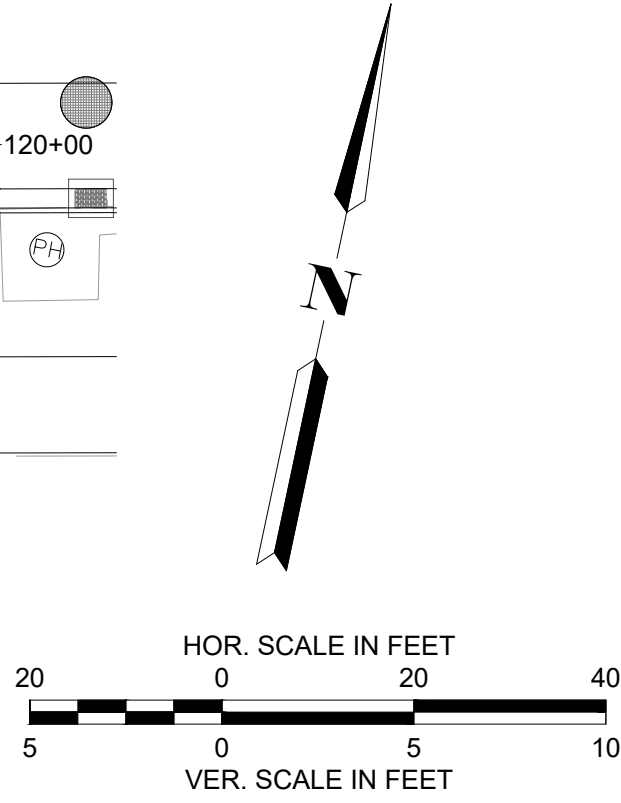 120+00
PH
N
HOR. SCALE IN FEET
20 0 20 40
5 0 5 10
VER. SCALE IN FEET